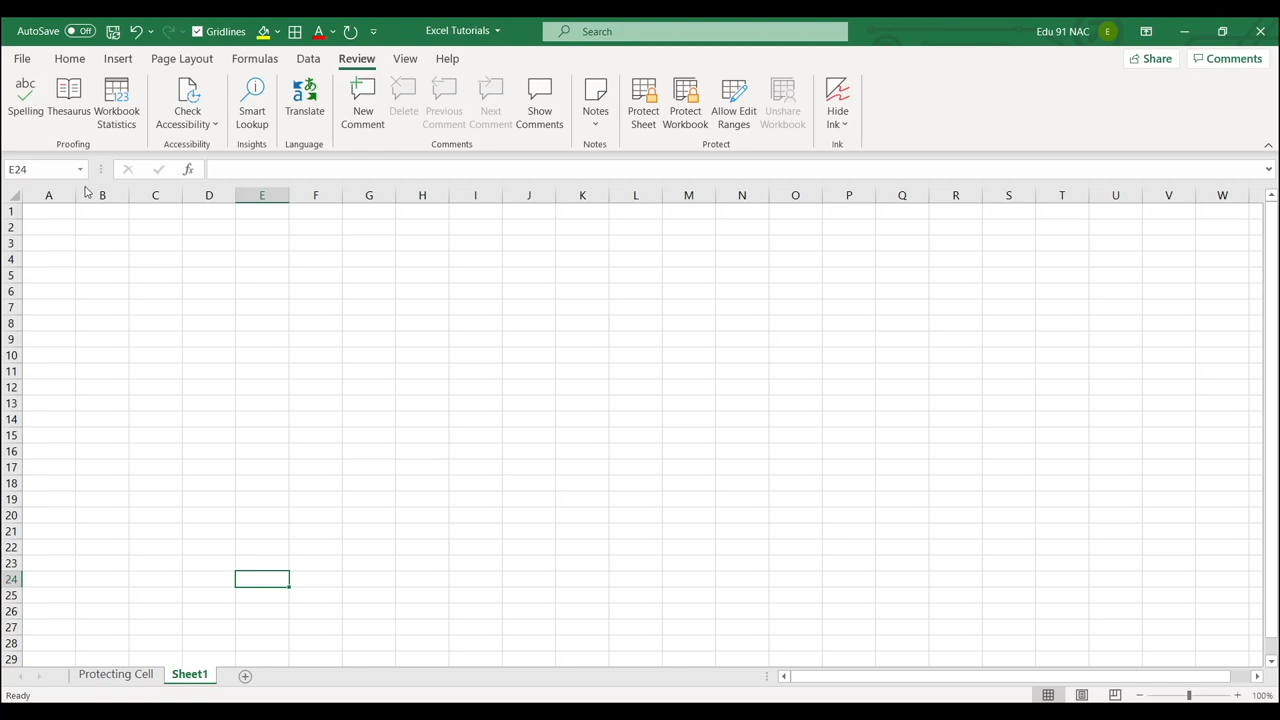 AutoSave Off Gridlines A Excel Tutorials Search Edu 91 NAC E
File Home Insert Page Layout Formulas Data Review View Help Share Comments
abc
Spelling Thesaurus
123
Workbook
Statistics
Check
Accessibility
Smart
Lookup
Translate
New
Comment
Delete
Previous
Comment
Next
Comment
Show
Comments
Notes
Protect
Sheet
Protect
Workbook
Allow Edit
Ranges
Unshare
Workbook
Hide
Ink
Proofing Accessibility Insights Language Comments Notes Protect Ink
E24 fx
A B C D E F G H I J K L M N O P Q R S T U V W
1
2
3
4
5
6
7
8
9
10
11
12
13
14
15
16
17
18
19
20
21
22
23
24
25
26
27
28
29
Protecting Cell Sheet1
Ready 100%